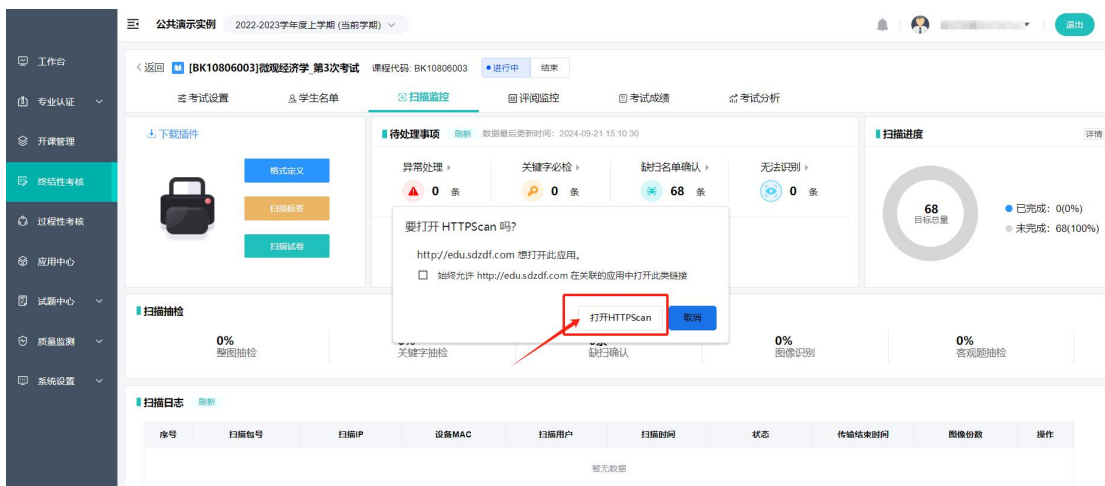 公共演示实例 2022-2023学年度上学期 (当前学期) 退出
工作台
专业认证
开课管理
终结性考核
过程性考核
应用中心
试题中心
质量监测
系统设置
返回 [BK10806003]微观经济学_第3次考试 课程代码: BK10806003 进行中 结束
考试设置 学生名单 扫描监控 评阅监控 考试成绩 考试分析
下载插件
格式定义
扫描标答
扫描试卷
待处理事项 刷新 数据最后更新时间: 2024-09-21 15:10:30
异常处理 关键字必检 缺扫名单确认 无法识别
0 条 0 条 68 条 0 条
扫描进度 详情
68
目标总量
已完成: 0(0%)
未完成: 68(100%)
要打开 HTTPScan 吗?
http://edu.sdzdf.com 想打开此应用。
始终允许 http://edu.sdzdf.com 在关联的应用中打开此类链接
打开HTTPScan 取消
扫描抽检
0% 0% 0%
整图抽检 关键字抽检 缺扫确认 图像识别 客观题抽检
扫描日志 刷新
序号 扫描包号 扫描IP 设备MAC 扫描用户 扫描时间 状态 传输结束时间 图像份数 操作
暂无数据